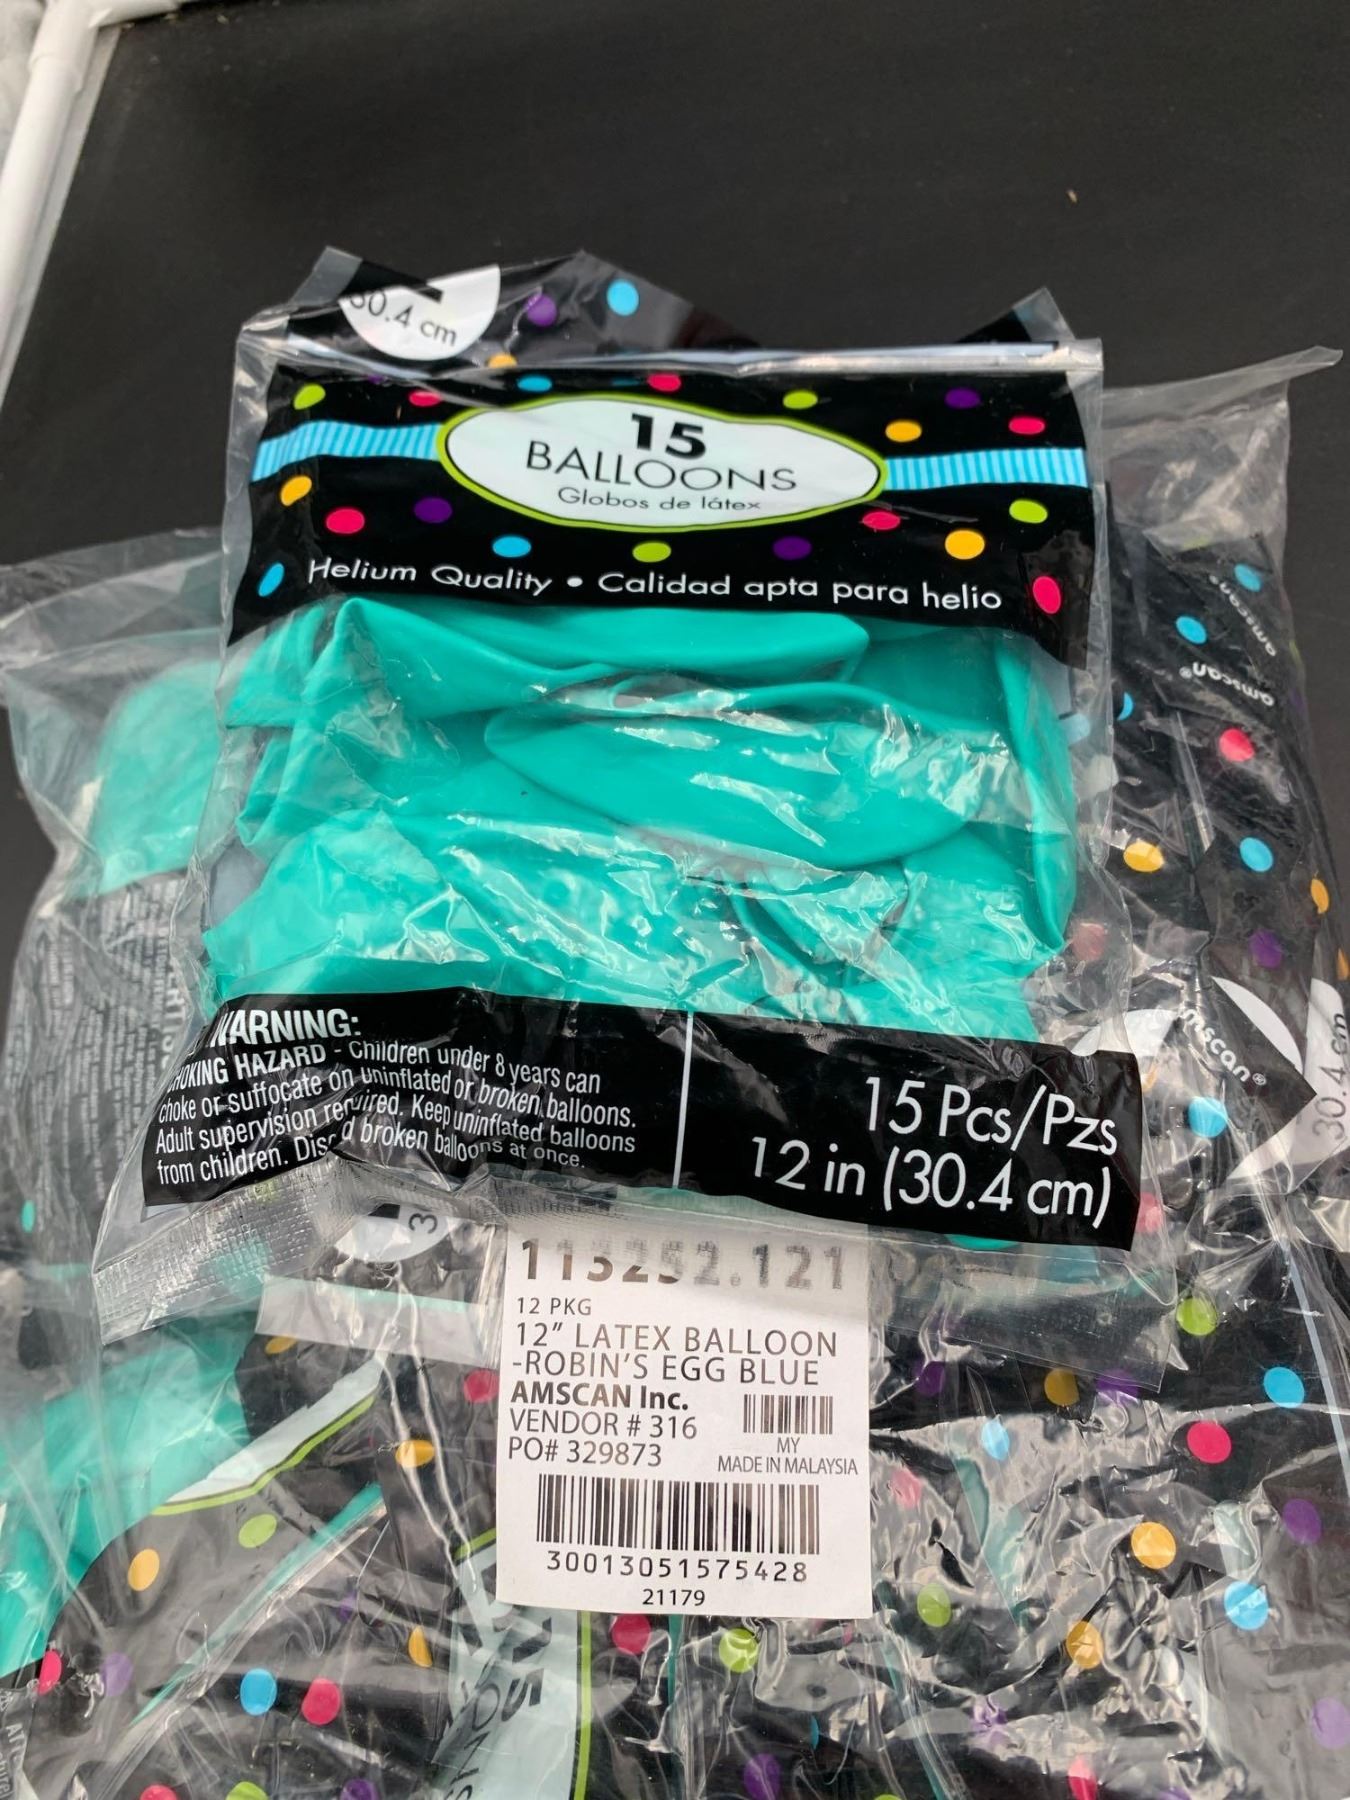 30.4 cm
15
BALLOONS
Globos de látex
Helium Quality • Calidad apta para helio
amscan
amscan®
amscan®
30.4 cm
WARNING:
CHOKING HAZARD - Children under 8 years can
choke or suffocate on uninflated or broken balloons.
Adult supervision required. Keep uninflated balloons
from children. Discard broken balloons at once.
15 Pcs/Pzs
12 in (30.4 cm)
113252.121
12 PKG
12" LATEX BALLOON
-ROBIN'S EGG BLUE
AMSCAN Inc.
VENDOR # 316
PO# 329873
MY
MADE IN MALAYSIA
30013051575428
21179